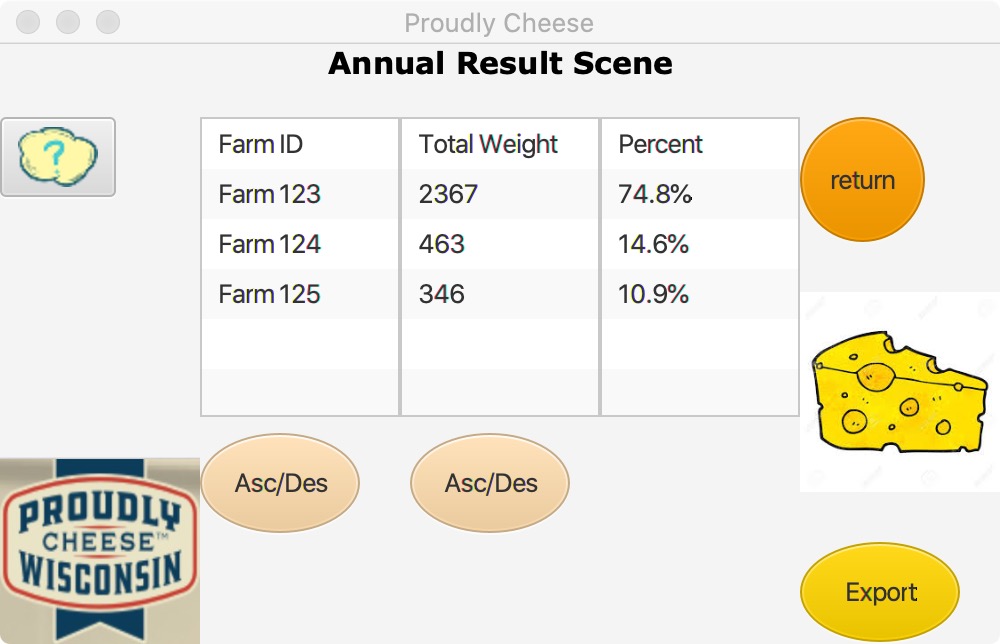 Proudly Cheese
Annual Result Scene
?
Farm ID Total Weight Percent
Farm 123 2367 74.8%
Farm 124 463 14.6%
Farm 125 346 10.9%
return
Asc/Des Asc/Des
PROUDLY
CHEESE™
WISCONSIN
Export